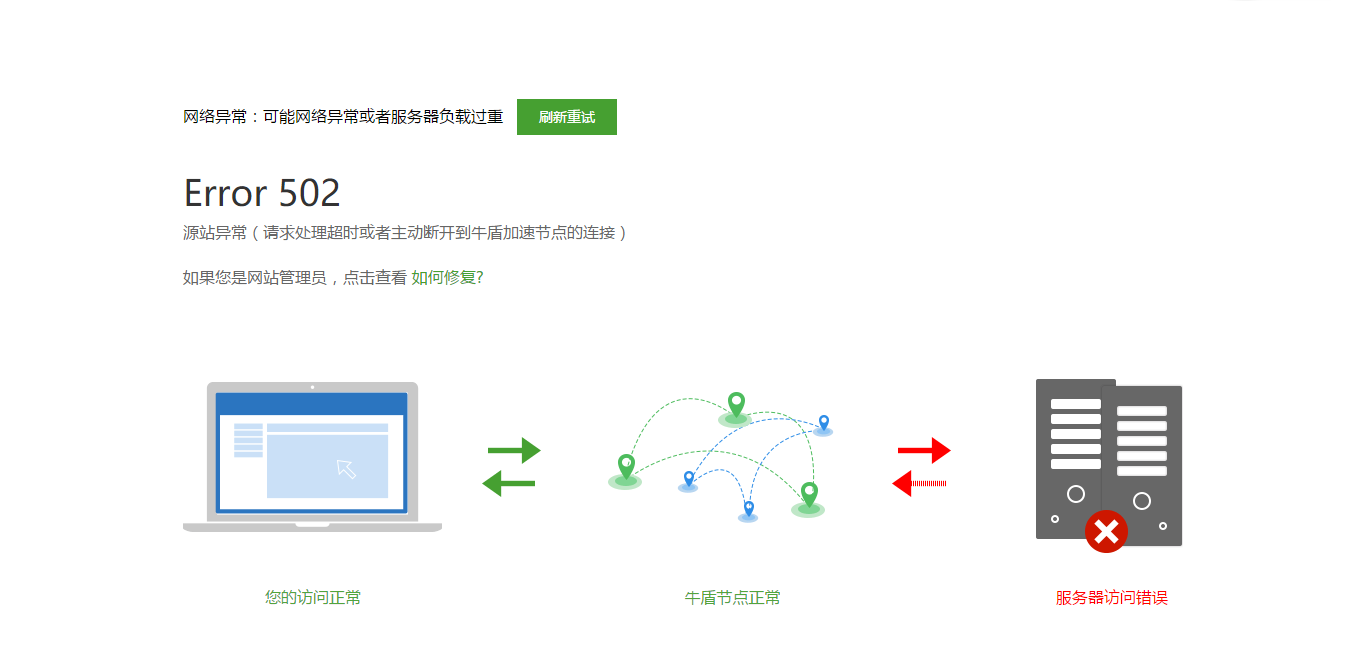 网络异常：可能网络异常或者服务器负载过重 刷新重试
Error 502
源站异常（请求处理超时或者主动断开到牛盾加速节点的连接）
如果您是网站管理员，点击查看 如何修复?
您的访问正常 牛盾节点正常 服务器访问错误